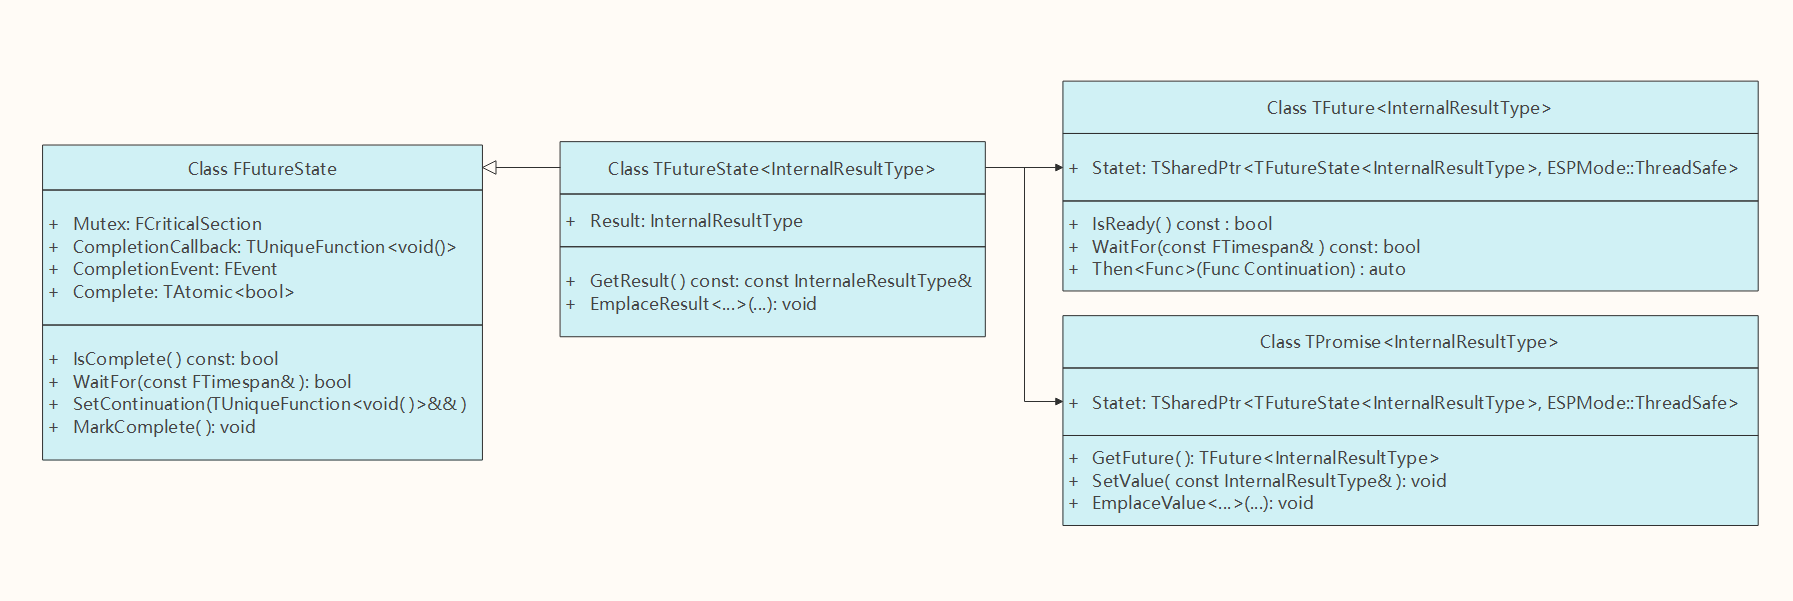 Class FFutureState
+ Mutex: FCriticalSection
+ CompletionCallback: TUniqueFunction<void()>
+ CompletionEvent: FEvent
+ Complete: TAtomic<bool>
+ IsComplete( ) const: bool
+ WaitFor(const FTimespan& ): bool
+ SetContinuation(TUniqueFunction<void( )>&& )
+ MarkComplete( ): void
Class TFutureState<InternalResultType>
+ Result: InternalResultType
+ GetResult( ) const: const InternaleResultType&
+ EmplaceResult<...>(...): void
Class TFuture<InternalResultType>
+ Statet: TSharedPtr<TFutureState<InternalResultType>, ESPMode::ThreadSafe>
+ IsReady( ) const : bool
+ WaitFor(const FTimespan& ) const: bool
+ Then<Func>(Func Continuation) : auto
Class TPromise<InternalResultType>
+ Statet: TSharedPtr<TFutureState<InternalResultType>, ESPMode::ThreadSafe>
+ GetFuture( ): TFuture<InternalResultType>
+ SetValue( const InternalResultType& ): void
+ EmplaceValue<...>(...): void